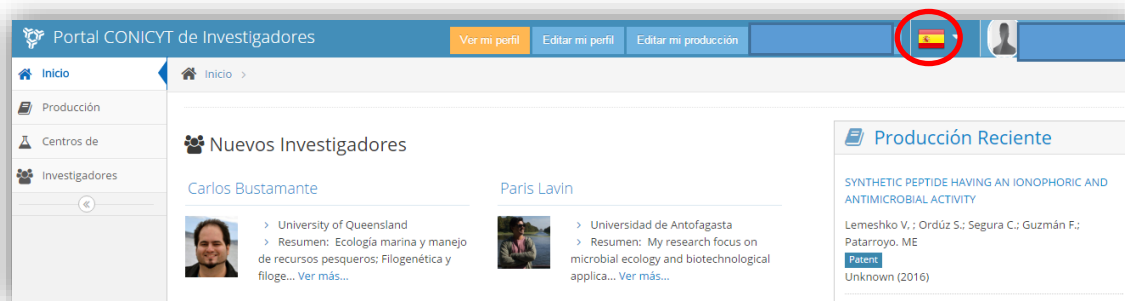 Portal CONICYT de Investigadores
Ver mi perfil
Editar mi perfil
Editar mi producción
Inicio
Producción
Centros de
Investigadores
Inicio >
Nuevos Investigadores
Carlos Bustamante
> University of Queensland
> Resumen: Ecología marina y manejo
de recursos pesqueros; Filogenética y
filoge... Ver más...
Paris Lavin
> Universidad de Antofagasta
> Resumen: My research focus on
microbial ecology and biotechnological
applica... Ver más...
Producción Reciente
SYNTHETIC PEPTIDE HAVING AN IONOPHORIC AND
ANTIMICROBIAL ACTIVITY
Lemeshko V, ; Ordúz S.; Segura C.; Guzmán F.;
Patarroyo. ME
Patent
Unknown (2016)